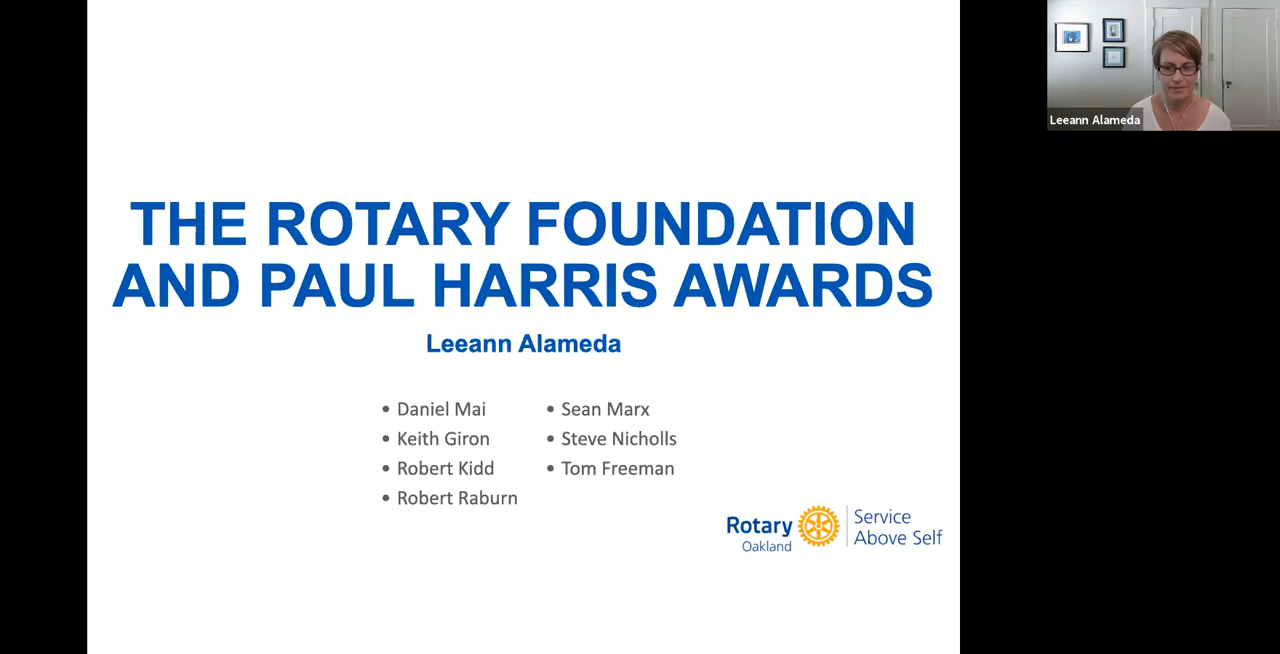 THE ROTARY FOUNDATION
AND PAUL HARRIS AWARDS
Leeann Alameda
• Daniel Mai
• Keith Giron
• Robert Kidd
• Robert Raburn
• Sean Marx
• Steve Nicholls
• Tom Freeman
Rotary
Oakland
Service
Above Self
Leeann Alameda